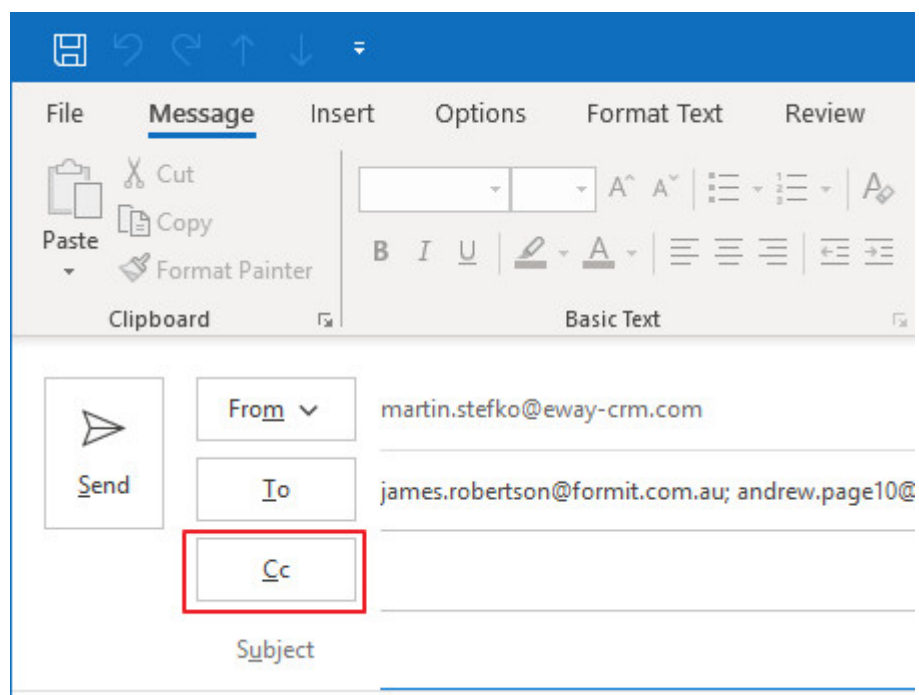 File Message Insert Options Format Text Review
Cut
Copy
Paste
Format Painter
B I U A
Clipboard Basic Text
From martin.stefko@eway-crm.com
Send
To james.robertson@formit.com.au; andrew.page10@
Cc
Subject